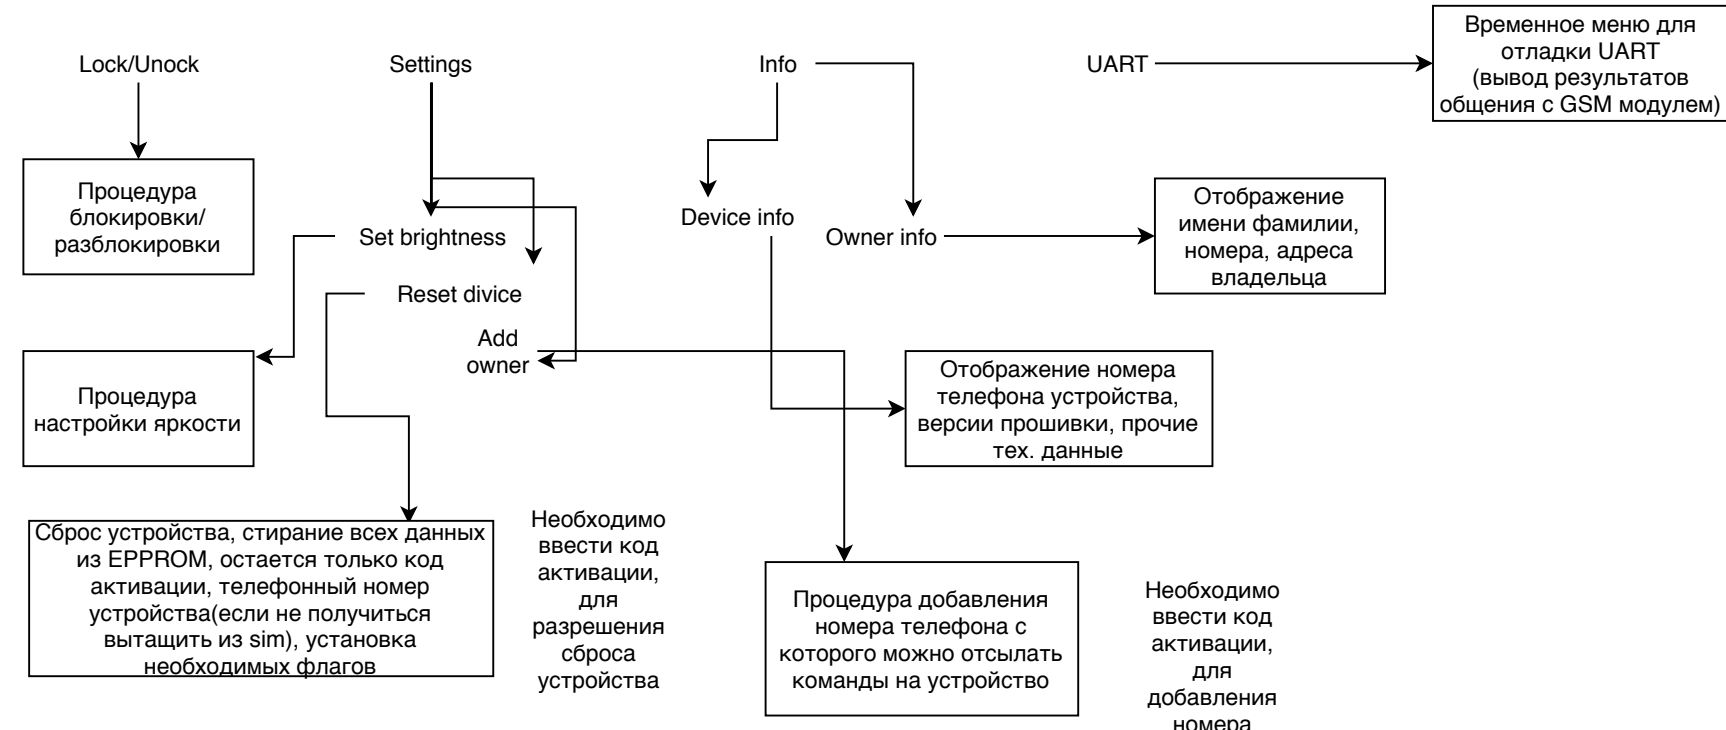 Lock/Unock
Settings
Info
UART
Временное меню для
отладки UART
(вывод результатов
общения с GSM модулем)
Процедура
блокировки/
разблокировки
Set brightness
Reset divice
Add
owner
Device info
Owner info
Отображение
имени фамилии,
номера, адреса
владельца
Процедура
настройки яркости
Отображение номера
телефона устройства,
версии прошивки, прочие
тех. данные
Сброс устройства, стирание всех данных
из EPPROM, остается только код
активации, телефонный номер
устройства(если не получиться
вытащить из sim), установка
необходимых флагов
Необходимо
ввести код
активации,
для
разрешения
сброса
устройства
Процедура добавления
номера телефона с
которого можно отсылать
команды на устройство
Необходимо
ввести код
активации,
для
добавления
номера